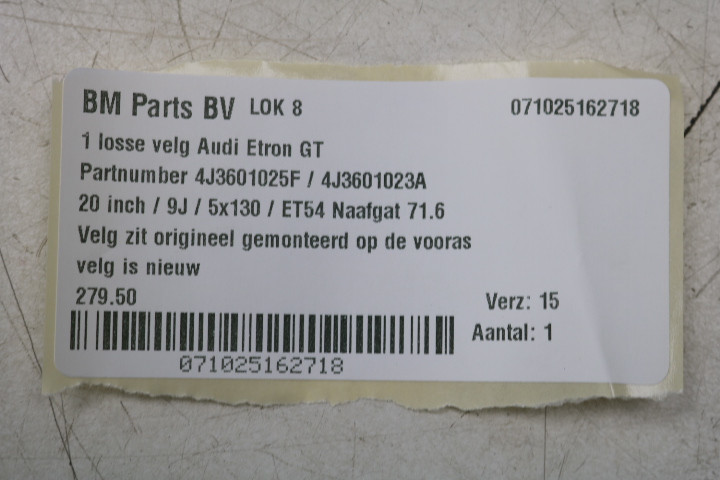 BM Parts BV LOK 8 071025162718
1 losse velg Audi Etron GT
Partnumber 4J3601025F / 4J3601023A
20 inch / 9J / 5x130 / ET54 Naafgat 71.6
Velg zit origineel gemonteerd op de vooras
velg is nieuw
279.50 Verz: 15
Aantal: 1
071025162718